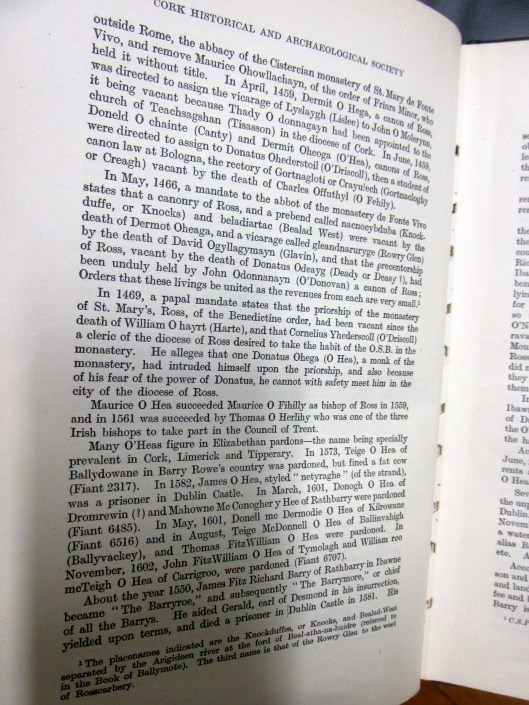 CORK HISTORICAL AND ARCHAEOLOGICAL SOCIETY
outside Rome, the abbacy of the Cistercian monastery of St. Mary de Fonte
Vivo, and remove Maurice Ohowllachayn, of the order of Friars Minor, who
held it without title. In April, 1459, Dermit O Hega, a canon of Ross,
was directed to assign the vicarage of Lyslaygh (Lislee) to John O Molerynn,
it being vacant because Thady O donnagayn had been appointed to the
church of Teachsagshan (Tisasson) in the diocese of Cork. In June, 1459,
Doneld O chainte (Canty) and Dermit Oheoga (O'Hea), canons of Ross,
were directed to assign to Donatus Ohederstoil (O'Driscoll), then a student of
canon law at Bologna, the rectory of Gortnagloti or Crayuiech (Gortnaclohy
or Creagh) vacant by the death of Charles Offuthyl (O Fehily).
In May, 1466, a mandate to the abbot of the monastery de Fonte Vivo
states that a canonry of Ross, and a prebend called nacnocybduba (Knock-
duffe, or Knocks) and beladiartac (Bealad West) were vacant by the
death of Dermot Oheaga, and a vicarage called gleandnaruryge (Rowry Glen)
by the death of David Ogyllagymayn (Glavin), and that the precentorship
of Ross, vacant by the death of Donatus Odeayg (Deady or Deasy ?), had
been unduly held by John Odonnanayn (O'Donovan) a canon of Ross;
Orders that these livings be united as the revenues from each are very small.
In 1469, a papal mandate states that the priorship of the monastery
of St. Mary's, Ross, of the Benedictine order, had been vacant since the
death of William O hayrt (Harte), and that Cornelius Yhederscoll (O'Driscoll)
a cleric of the diocese of Ross desired to take the habit of the O.S.B. in the
monastery. He alleges that one Donatus Ohega (O Hea), a monk of the
monastery, had intruded himself upon the priorship, and also because
of his fear of the power of Donatus, he cannot with safety meet him in the
city of the diocese of Ross.
Maurice O Hea succeeded Maurice O Fihilly as bishop of Ross in 1559,
and in 1561 was succeeded by Thomas O Herlihy who was one of the three
Irish bishops to take part in the Council of Trent.
Many O'Heas figure in Elizabethan pardons—the name being specially
prevalent in Cork, Limerick and Tipperary. In 1573, Teige O Hea of
Ballydowane in Barry Rowe's country was pardoned, but fined a fat cow
(Fiant 2317). In 1582, James O Hea, styled "netyraghe" (of the strand),
was a prisoner in Dublin Castle. In March, 1601, Donogh O Hea of
Dromrewin (?) and Mahowne Mc Conogher y Hee of Rathbarry were pardoned
(Fiant 6485). In May, 1601, Donell mc Dermodie O Hea of Kilrowane
(Fiant 6516) and in August, Teige McDonnell O Hea of Ballinvahigh
(Ballyvackey), and Thomas FitzWilliam O Hea were pardoned. In
November, 1602, John FitzWilliam O Hea of Tymolagh and William roo
mcTeigh O Hea of Carrigroo, were pardoned (Fiant 6707).
About the year 1550, James Fitz Richard Barry of Rathbarry in Ibawne
became "The Barryroe," and subsequently "The Barrymore," or chief
of all the Barrys. He aided Gerald, earl of Desmond in his insurrection,
yielded upon terms, and died a prisoner in Dublin Castle in 1581. His
The placenames indicated are the Knockduffes, or Knocks, and Bealad-West
separated by the Arigideen river at the ford of Beal-atha-na-huidre (referred to
in the Book of Ballymote). The third name is that of the Rowry Glen to the west
of Rosscarbery.